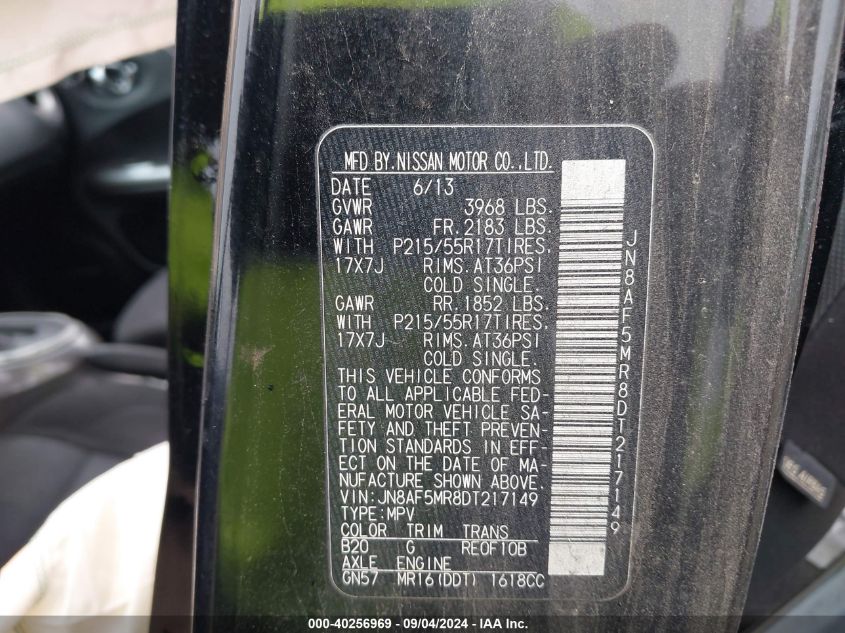 MFD BY.NISSAN MOTOR CO.,LTD.
DATE 6/13
GVWR 3968 LBS.
GAWR FR.2183 LBS.
WITH P215/55R17TIRES.
17X7J RIMS.AT36PSI
COLD SINGLE.
GAWR RR.1852 LBS.
WITH P215/55R17TIRES.
17X7J RIMS.AT36PSI
COLD SINGLE.
THIS VEHICLE CONFORMS
TO ALL APPLICABLE FED-
ERAL MOTOR VEHICLE SA-
FETY AND THEFT PREVEN-
TION STANDARDS IN EFF-
ECT ON THE DATE OF MA-
NUFACTURE SHOWN ABOVE.
VIN:JN8AF5MR8DT217149
TYPE:MPV
COLOR TRIM TRANS
B20 G RE0F10B
AXLE ENGINE
GN57 MR16(DDT) 1618CC
JN8AF5MR8DT217149
000-40256969 - 09/04/2024 - IAAI.com